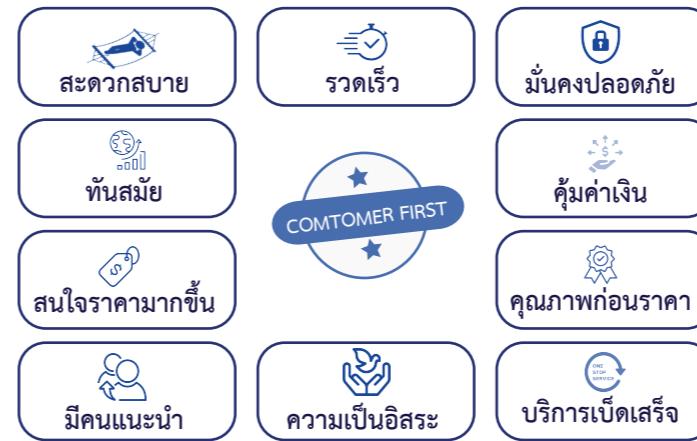 สะดวกสบาย
รวดเร็ว
มั่นคงปลอดภัย
ทันสมัย
COMTOMER FIRST
คุ้มค่าเงิน
สนใจราคามากขึ้น
คุณภาพก่อนราคา
มีคนแนะนำ
ความเป็นอิสระ
ONE
STOP
SERVICE
บริการเบ็ดเสร็จ